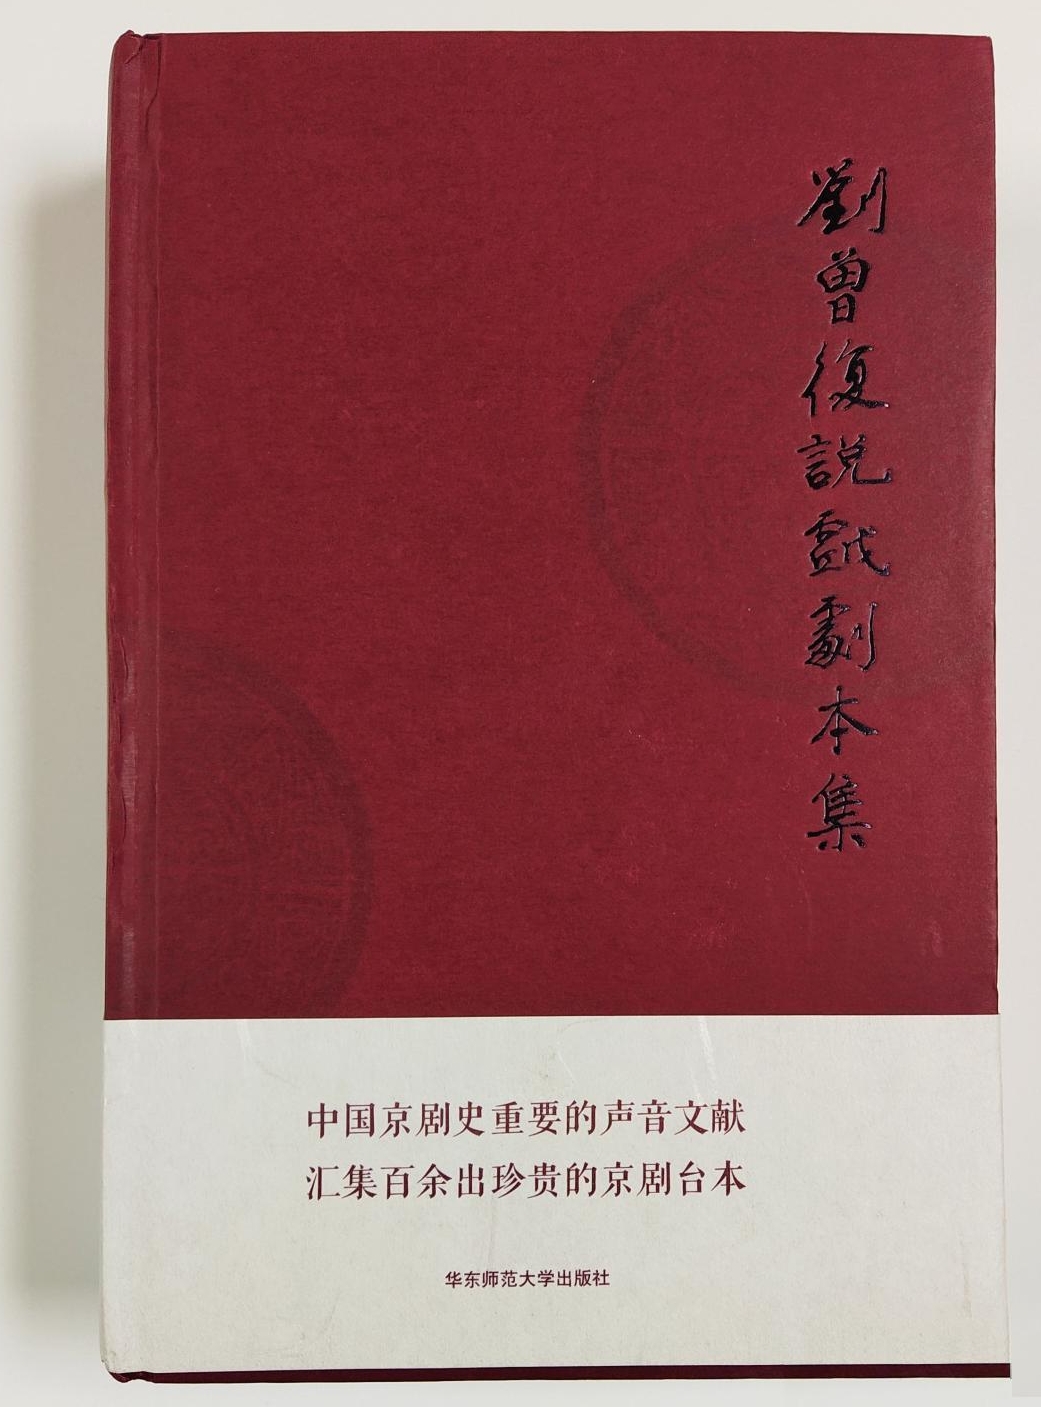 劉曾復説戲劇本集
中国京剧史重要的声音文献
汇集百余出珍贵的京剧台本
华东师范大学出版社